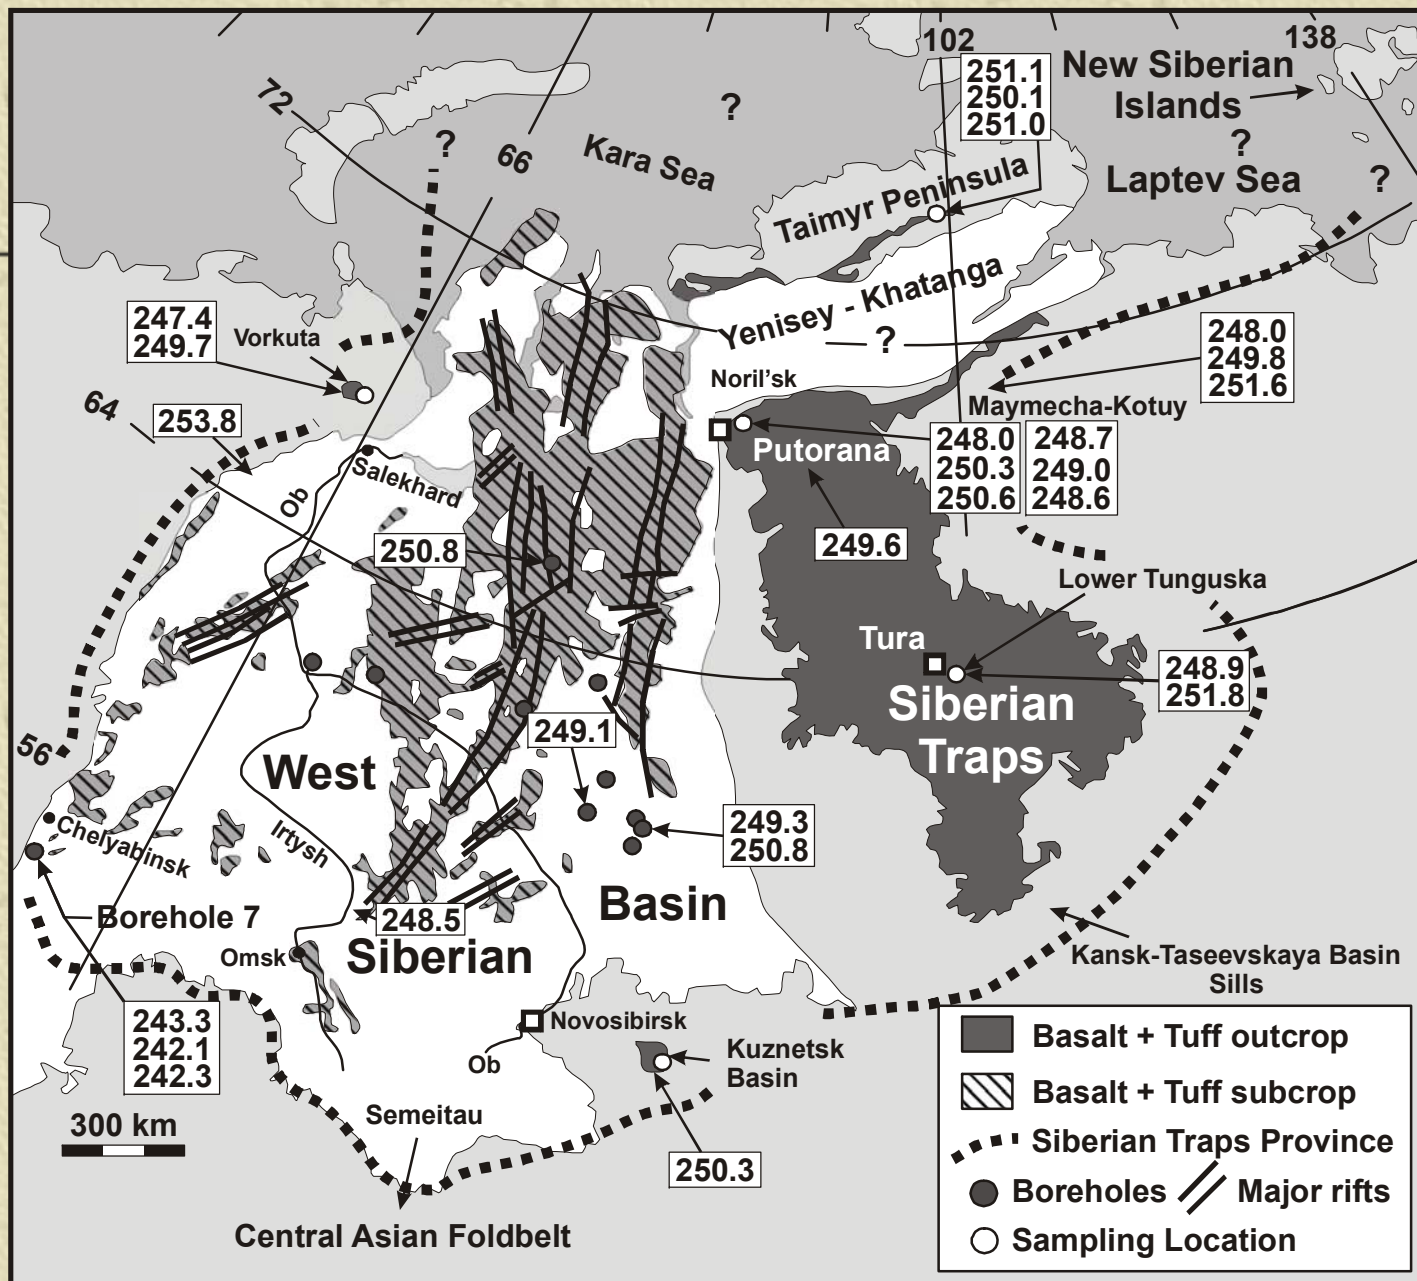 102
138
72
66
251.1
250.1
251.0
New Siberian
Islands
?
?
?
?
Kara Sea
Laptev Sea
Taimyr Peninsula
Yenisey - Khatanga
?
247.4
249.7
Vorkuta
248.0
249.8
251.6
Noril'sk
Maymecha-Kotuy
64
253.8
Putorana
248.0
250.3
250.6
248.7
249.0
248.6
Salekhard
Ob
250.8
249.6
Lower Tunguska
Tura
248.9
251.8
Siberian
Traps
56
249.1
West
Chelyabinsk
Irtysh
249.3
250.8
Borehole 7
248.5
Basin
Omsk
Siberian
Kansk-Taseevskaya Basin
Sills
243.3
242.1
242.3
Novosibirsk
Ob
Kuznetsk
Basin
300 km
Semeitau
250.3
Central Asian Foldbelt
Basalt + Tuff outcrop
Basalt + Tuff subcrop
Siberian Traps Province
Boreholes
Major rifts
Sampling Location